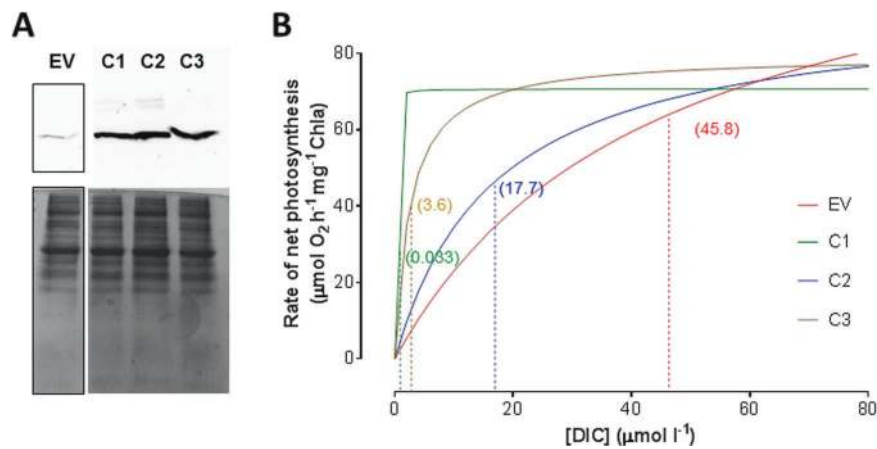 A
EV C1 C2 C3
B
Rate of net photosynthesis
(µmol O2 h-1 mg-1 Chla)
80
60
40
20
0
(45.8)
(17.7)
(3.6)
(0.033)
EV
C1
C2
C3
0 20 40 60 80
[DIC] (µmol l-1)